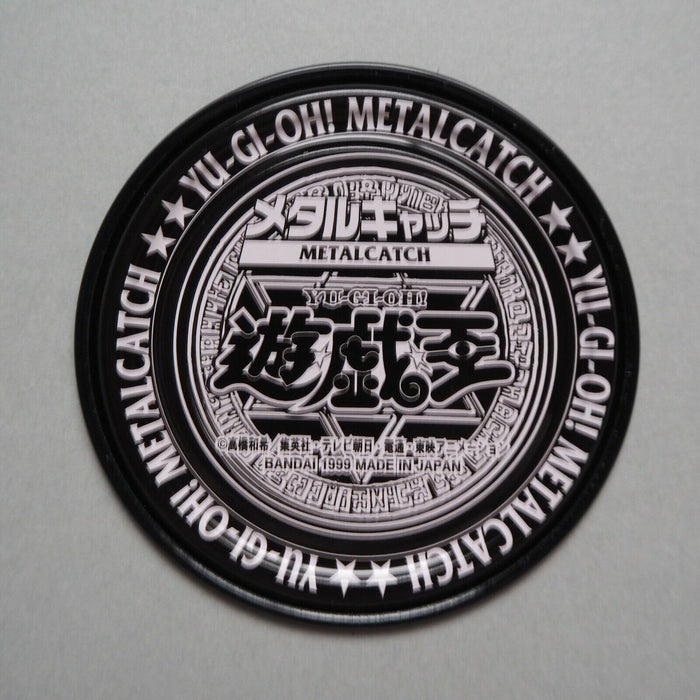 YU-GI-OH! METALCATCH ★★ YU-GI-OH! METALCATCH ★★ YU-GI-OH! METALCATCH ★★
メタルキャッチ
METALCATCH
YU-GI-OH!
遊☆戯☆王
©高橋和希／集英社・テレビ朝日・電通・東映アニメーション
BANDAI 1999 MADE IN JAPAN